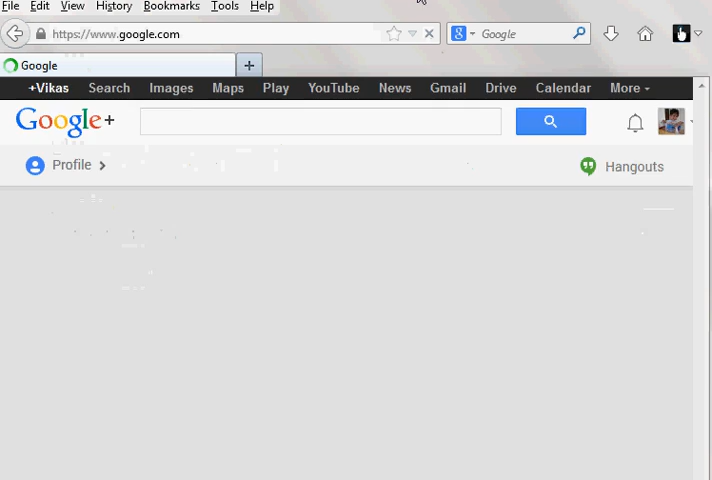 File Edit View History Bookmarks Tools Help
https://www.google.com
Google
Google
+Vikas Search Images Maps Play YouTube News Gmail Drive Calendar More
Google+
Profile
Hangouts